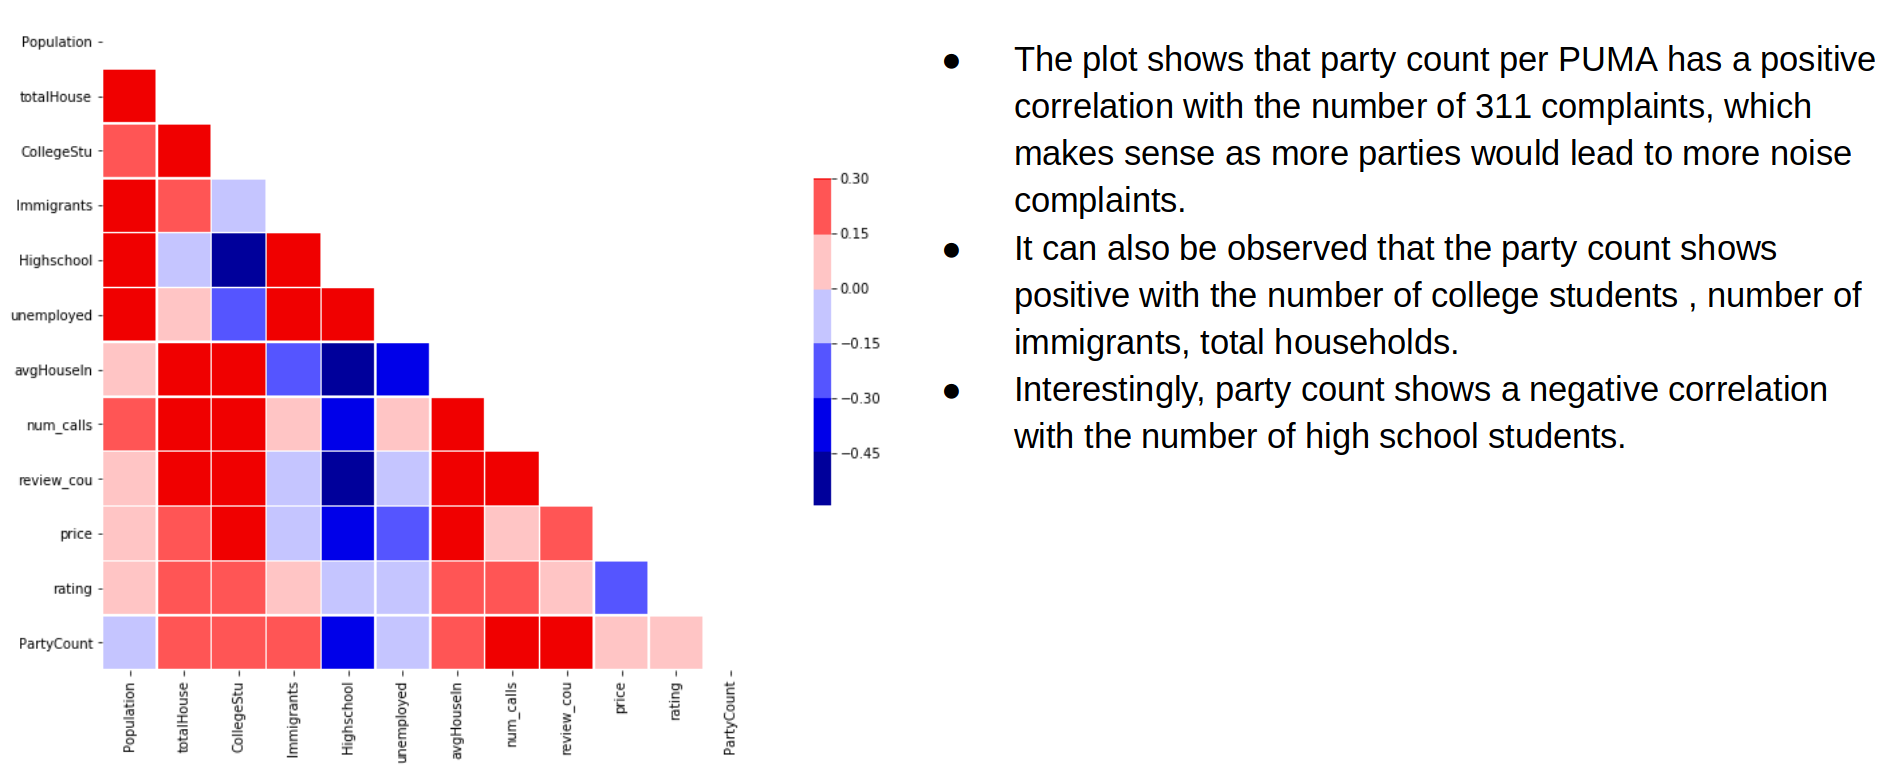 Population
totalHouse
CollegeStu
Immigrants
Highschool
unemployed
avgHouseIn
num_calls
review_cou
price
rating
PartyCount
Population
totalHouse
CollegeStu
Immigrants
Highschool
unemployed
avgHouseIn
num_calls
review_cou
price
rating
PartyCount
0.30
0.15
0.00
−0.15
−0.30
−0.45
● The plot shows that party count per PUMA has a positive
correlation with the number of 311 complaints, which
makes sense as more parties would lead to more noise
complaints.
● It can also be observed that the party count shows
positive with the number of college students , number of
immigrants, total households.
● Interestingly, party count shows a negative correlation
with the number of high school students.